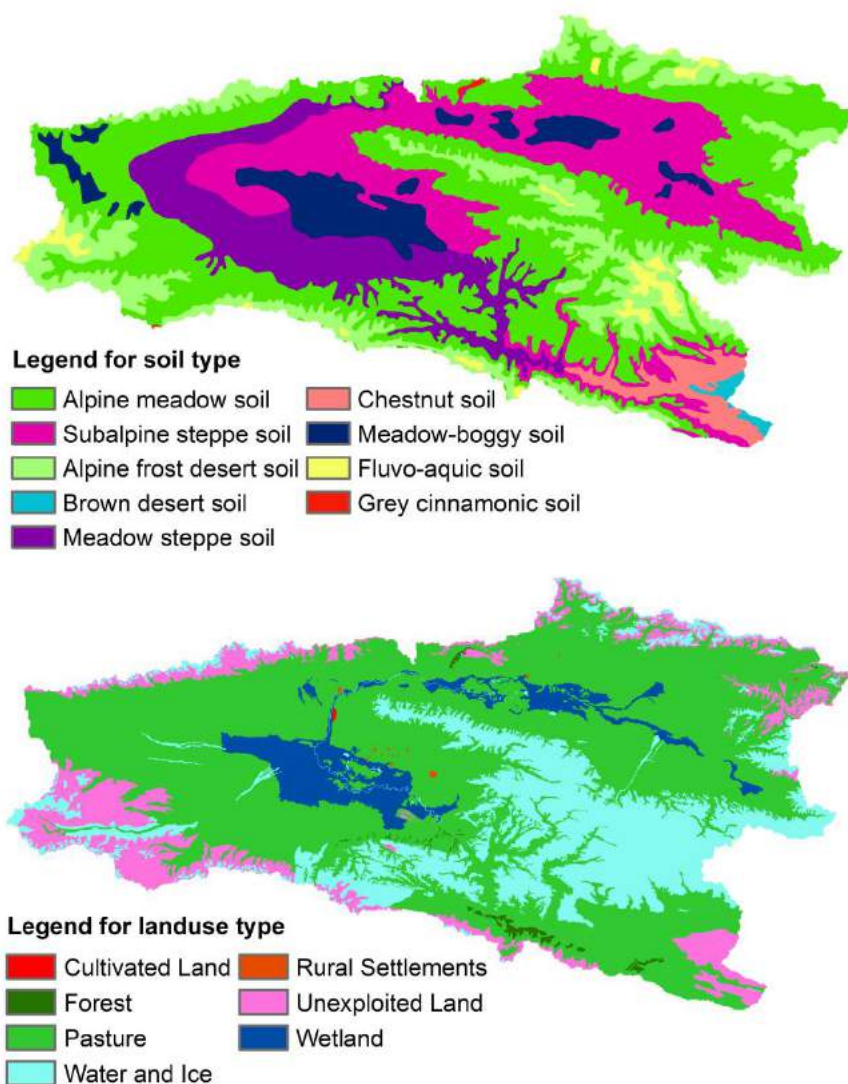 Legend for soil type
Alpine meadow soil Chestnut soil
Subalpine steppe soil Meadow-boggy soil
Alpine frost desert soil Fluvo-aquic soil
Brown desert soil Grey cinnamonic soil
Meadow steppe soil
Legend for landuse type
Cultivated Land Rural Settlements
Forest Unexploited Land
Pasture Wetland
Water and Ice